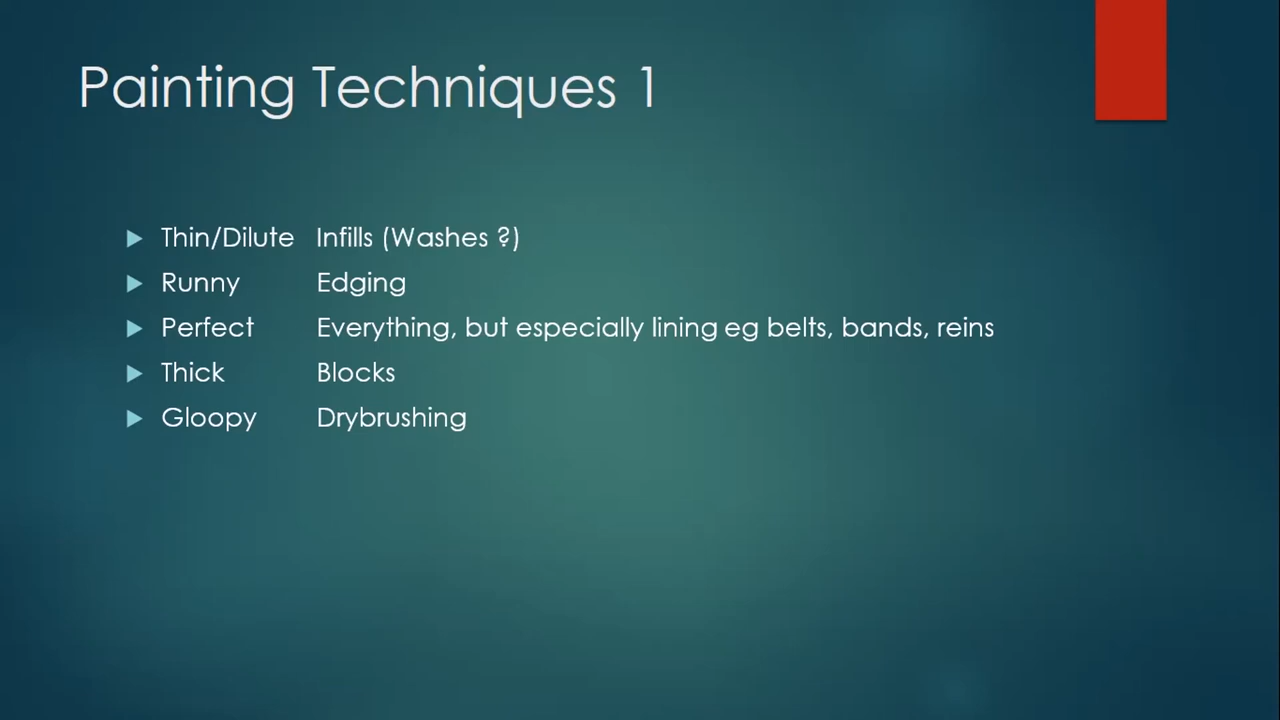 Painting Techniques 1
Thin/Dilute Infills (Washes ?)
Runny Edging
Perfect Everything, but especially lining eg belts, bands, reins
Thick Blocks
Gloopy Drybrushing